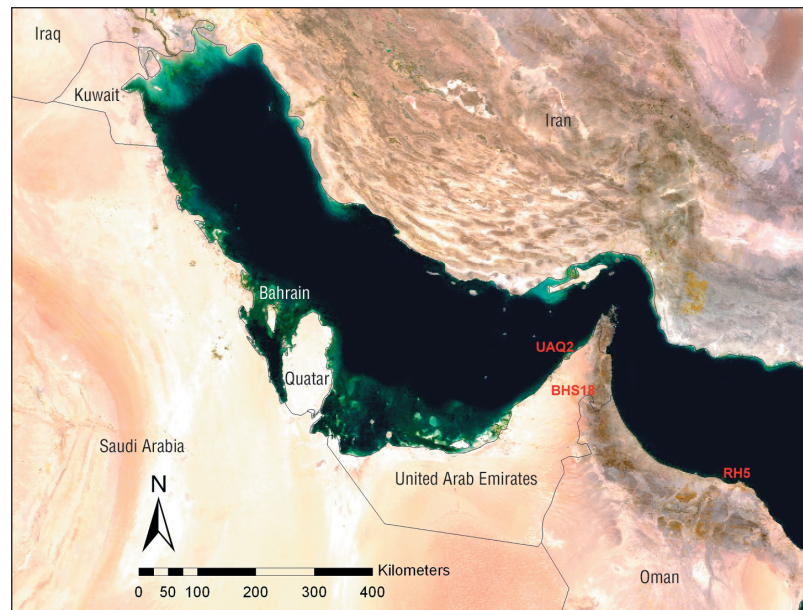 Iraq
Kuwait
Iran
Bahrain
UAQ2
Quatar
BHS18
Saudi Arabia
United Arab Emirates
RH5
N
Kilometers
0 50 100 200 300 400
Oman